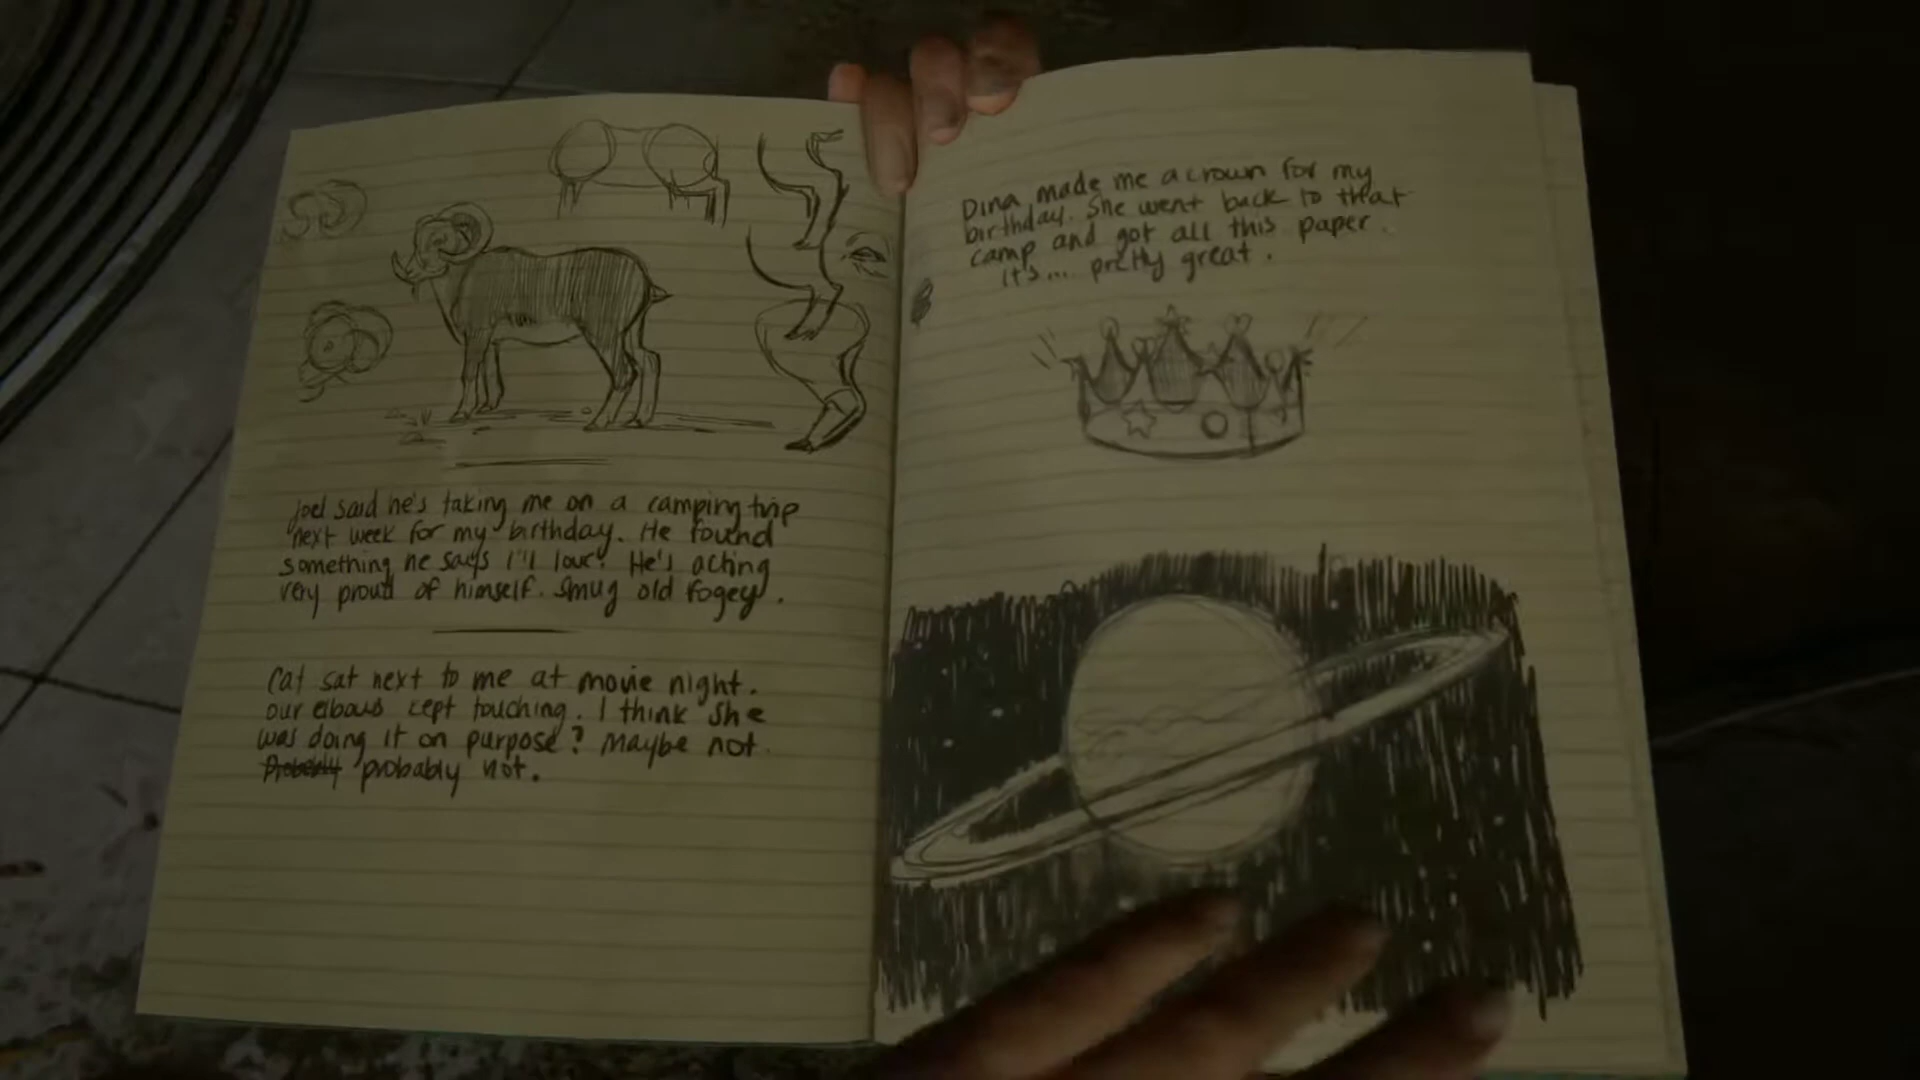 Joel said he's taking me on a camping trip
next week for my birthday. He found
something he says I'll love. He's acting
very proud of himself. Smug old fogey.
Cat sat next to me at movie night.
our elbows kept touching. I think she
was doing it on purpose? Maybe not.
Probably probably not.
Dina made me a crown for my
birthday. She went back to that
camp and got all this paper.
it's... pretty great.